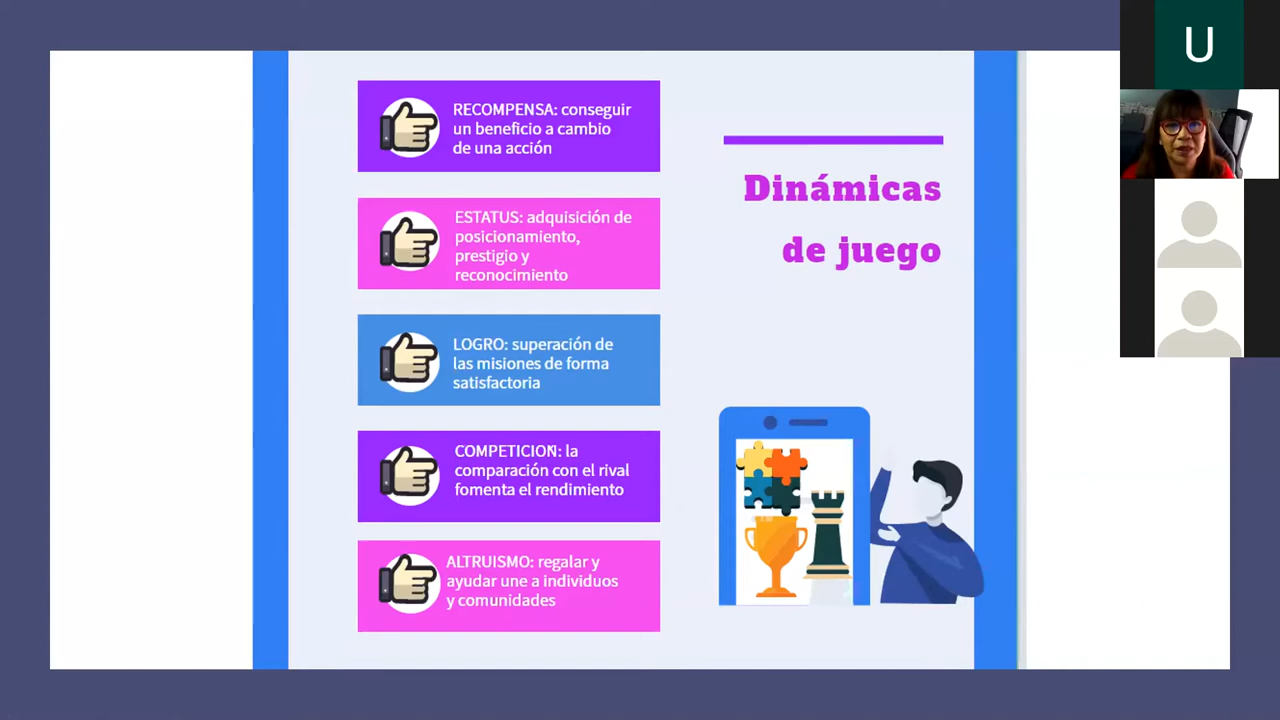 RECOMPENSA: conseguir
un beneficio a cambio
de una acción
ESTATUS: adquisición de
posicionamiento,
prestigio y
reconocimiento
LOGRO: superación de
las misiones de forma
satisfactoria
COMPETICION: la
comparación con el rival
fomenta el rendimiento
ALTRUISMO: regalar y
ayudar une a individuos
y comunidades
Dinámicas
de juego
U